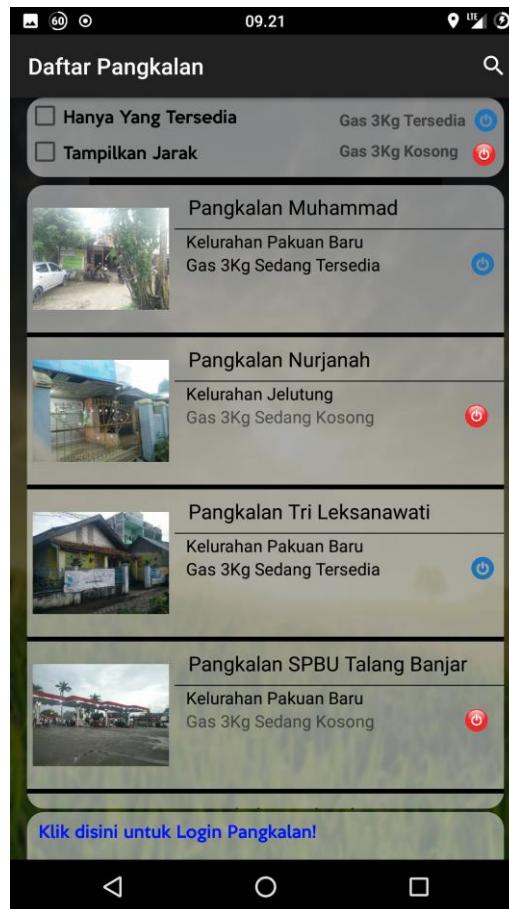 60
09.21
LTE
Daftar Pangkalan
Hanya Yang Tersedia
Gas 3Kg Tersedia
Tampilkan Jarak
Gas 3Kg Kosong
Pangkalan Muhammad
Kelurahan Pakuan Baru
Gas 3Kg Sedang Tersedia
Pangkalan Nurjanah
Kelurahan Jelutung
Gas 3Kg Sedang Kosong
Pangkalan Tri Leksanawati
Kelurahan Pakuan Baru
Gas 3Kg Sedang Tersedia
Pangkalan SPBU Talang Banjar
Kelurahan Pakuan Baru
Gas 3Kg Sedang Kosong
Klik disini untuk Login Pangkalan!